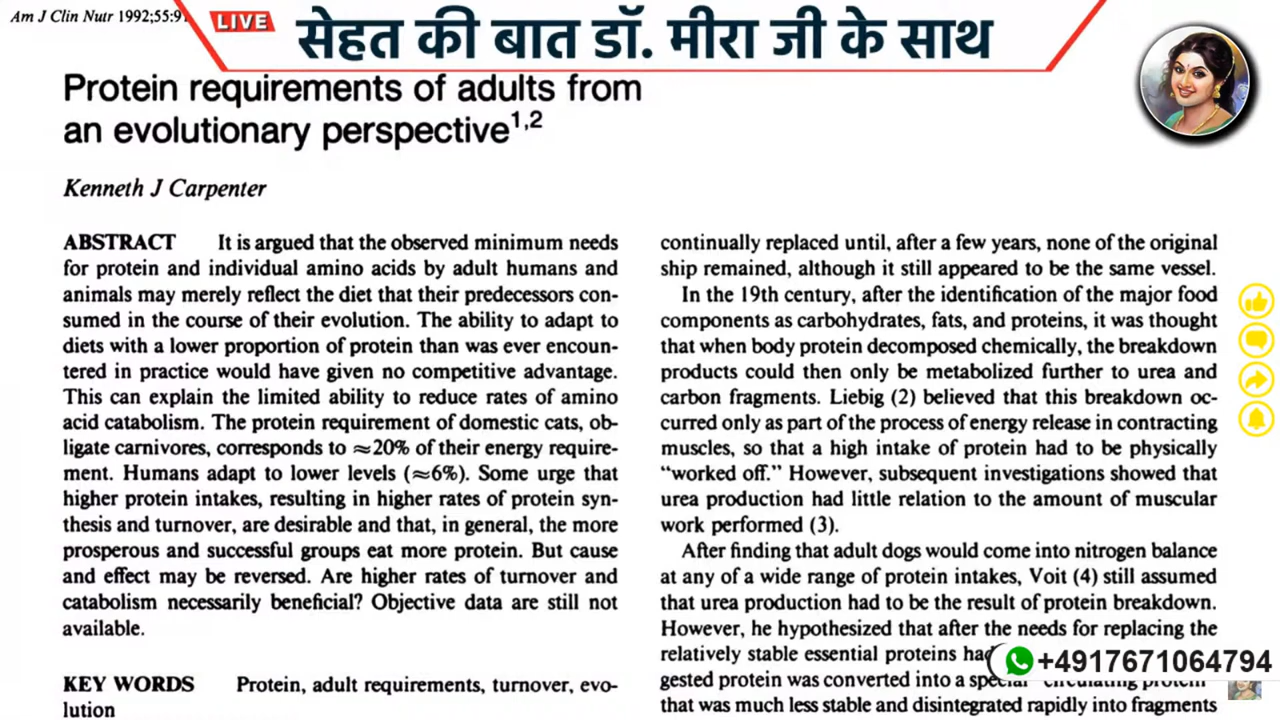 Am J Clin Nutr 1992;55:9
LIVE
सेहत की बात डॉ. मीरा जी के साथ
Protein requirements of adults from
an evolutionary perspective1,2
Kenneth J Carpenter
ABSTRACT It is argued that the observed minimum needs
for protein and individual amino acids by adult humans and
animals may merely reflect the diet that their predecessors con-
sumed in the course of their evolution. The ability to adapt to
diets with a lower proportion of protein than was ever encoun-
tered in practice would have given no competitive advantage.
This can explain the limited ability to reduce rates of amino
acid catabolism. The protein requirement of domestic cats, ob-
ligate carnivores, corresponds to ≈20% of their energy require-
ment. Humans adapt to lower levels (≈6%). Some urge that
higher protein intakes, resulting in higher rates of protein syn-
thesis and turnover, are desirable and that, in general, the more
prosperous and successful groups eat more protein. But cause
and effect may be reversed. Are higher rates of turnover and
catabolism necessarily beneficial? Objective data are still not
available.
KEY WORDS Protein, adult requirements, turnover, evo-
lution
continually replaced until, after a few years, none of the original
ship remained, although it still appeared to be the same vessel.
In the 19th century, after the identification of the major food
components as carbohydrates, fats, and proteins, it was thought
that when body protein decomposed chemically, the breakdown
products could then only be metabolized further to urea and
carbon fragments. Liebig (2) believed that this breakdown oc-
curred only as part of the process of energy release in contracting
muscles, so that a high intake of protein had to be physically
“worked off.” However, subsequent investigations showed that
urea production had little relation to the amount of muscular
work performed (3).
After finding that adult dogs would come into nitrogen balance
at any of a wide range of protein intakes, Voit (4) still assumed
that urea production had to be the result of protein breakdown.
However, he hypothesized that after the needs for replacing the
relatively stable essential proteins had
gested protein was converted into a special “circulating protein”
that was much less stable and disintegrated rapidly into fragments
+4917671064794